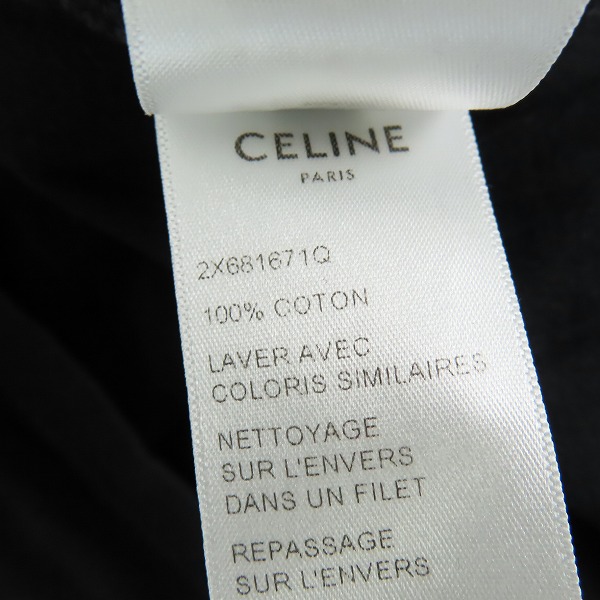 CELINE
PARIS
2X681671Q
100% COTON
LAVER AVEC
COLORIS SIMILAIRES
NETTOYAGE
SUR L'ENVERS
DANS UN FILET
REPASSAGE
SUR L'ENVERS